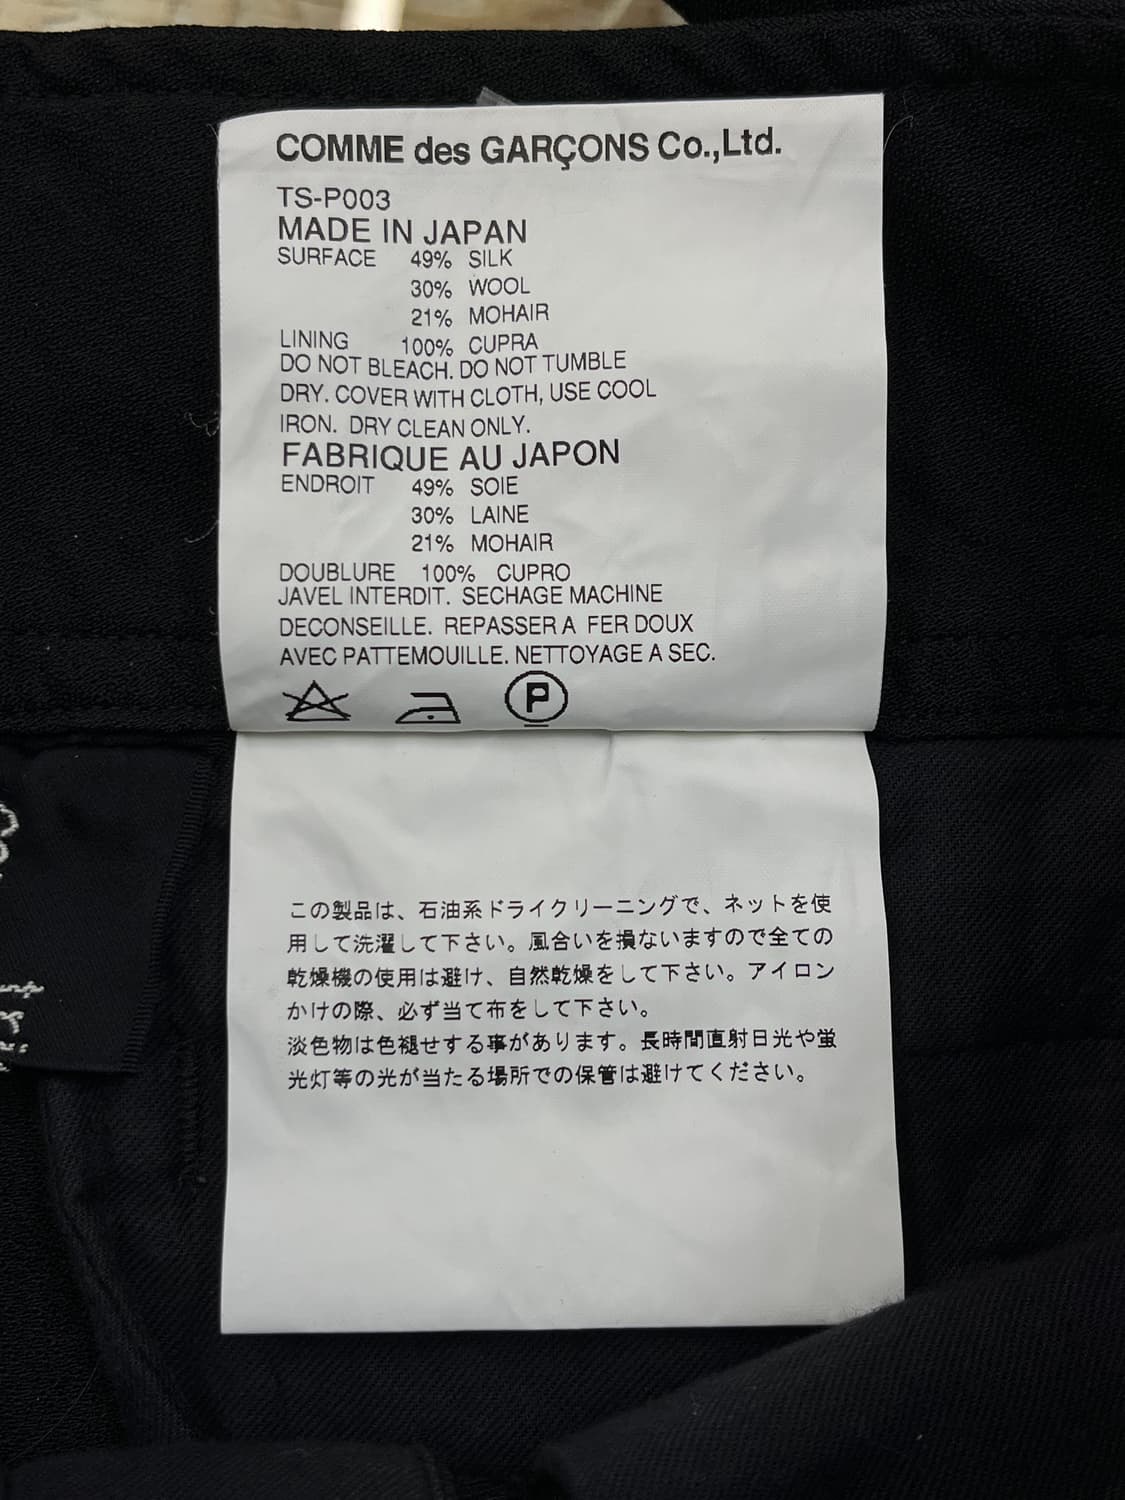 COMME des GARÇONS Co.,Ltd.
TS-P003
MADE IN JAPAN
SURFACE 49% SILK
30% WOOL
21% MOHAIR
LINING 100% CUPRA
DO NOT BLEACH. DO NOT TUMBLE
DRY. COVER WITH CLOTH, USE COOL
IRON. DRY CLEAN ONLY.
FABRIQUE AU JAPON
ENDROIT 49% SOIE
30% LAINE
21% MOHAIR
DOUBLURE 100% CUPRO
JAVEL INTERDIT. SECHAGE MACHINE
DECONSEILLE. REPASSER A FER DOUX
AVEC PATTEMOUILLE. NETTOYAGE A SEC.
P
この製品は、石油系ドライクリーニングで、ネットを使
用して洗濯して下さい。風合いを損ないますので全ての
乾燥機の使用は避け、自然乾燥をして下さい。アイロン
かけの際、必ず当て布をして下さい。
淡色物は色褪せする事があります。長時間直射日光や蛍
光灯等の光が当たる場所での保管は避けてください。